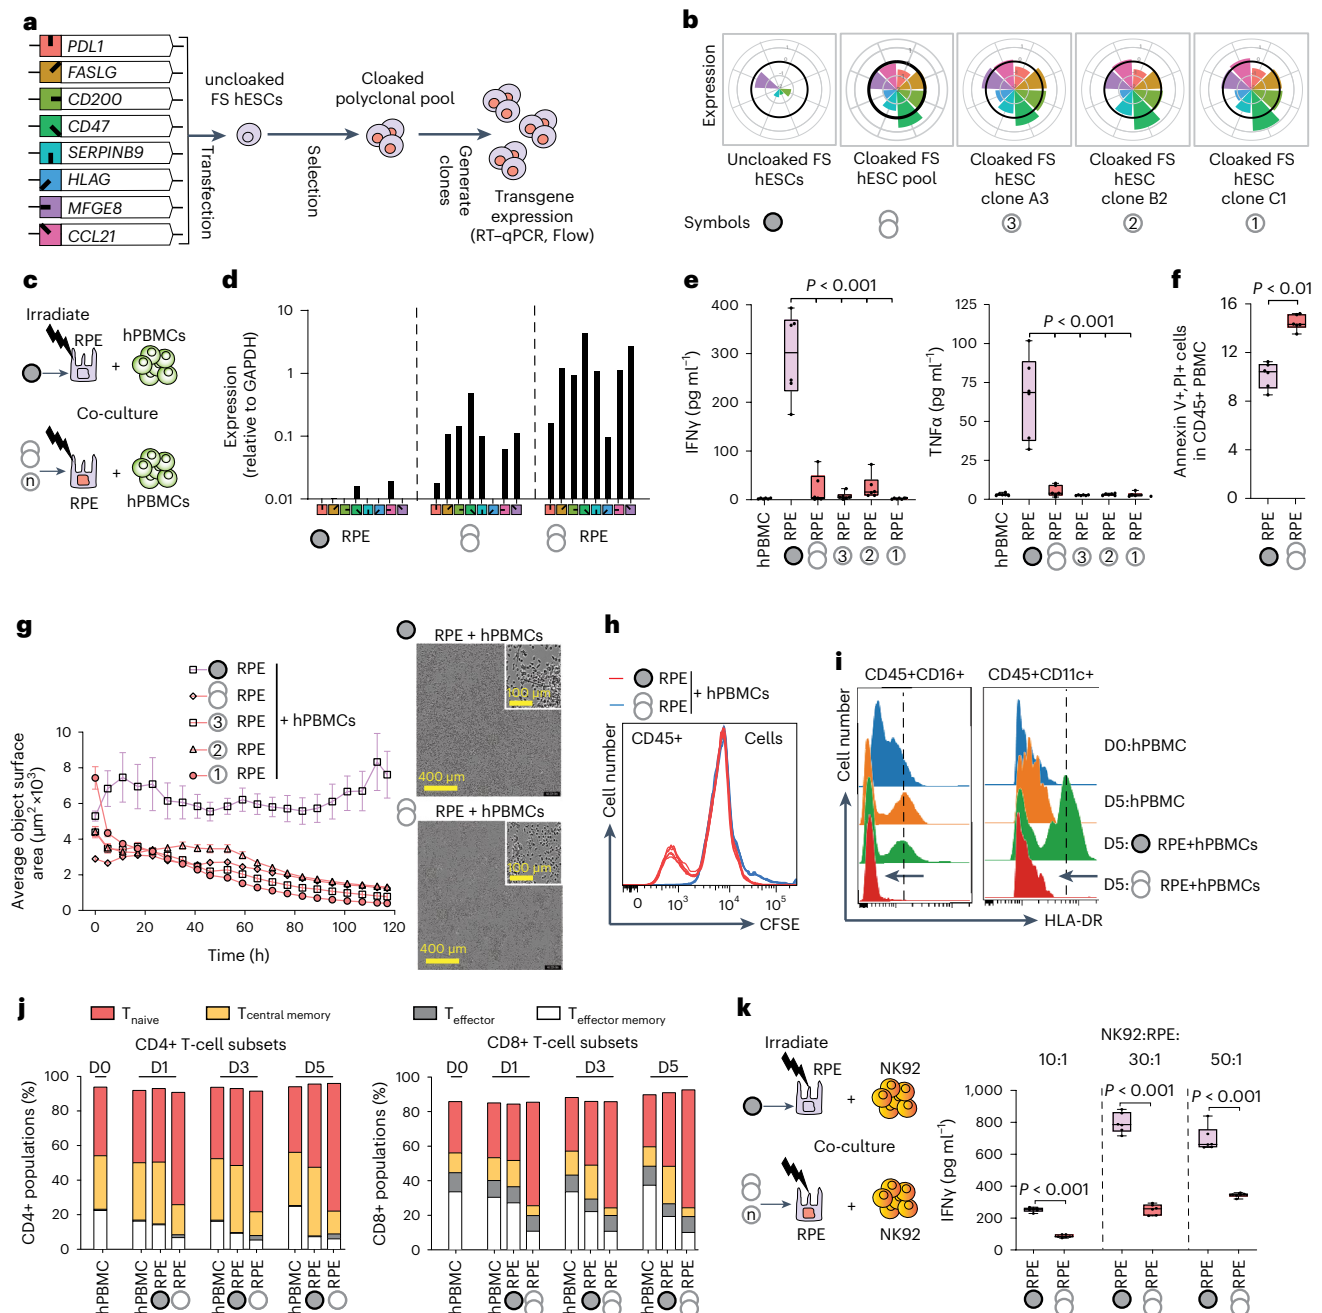 a
PDL1
FASLG
CD200
CD47
SERPINB9
HLAG
MFGE8
CCL21
Transfection
uncloaked
FS hESCs
Selection
Cloaked
polyclonal pool
Generate
clones
Transgene
expression
(RT–qPCR, Flow)
b
Expression
Uncloaked FS
hESCs
Cloaked FS
hESC pool
Cloaked FS
hESC
clone A3
Cloaked FS
hESC
clone B2
Cloaked FS
hESC
clone C1
Symbols
3
2
1
c
Irradiate
RPE
hPBMCs
+
Co-culture
n
+
RPE
hPBMCs
d
Expression
(relative to GAPDH)
10
1
0.1
0.01
RPE
RPE
e
P < 0.001
IFNγ (pg ml−1)
400
300
200
100
0
hPBMC
RPE
RPE
RPE
RPE
RPE
3
2
1
P < 0.001
TNFα (pg ml−1)
125
100
75
50
25
0
hPBMC
RPE
RPE
RPE
RPE
RPE
3
2
1
f
P < 0.01
Annexin V+,PI+ cells
in CD45+ PBMC
16
12
8
4
0
RPE
RPE
g
RPE
RPE
3 RPE
2 RPE
1 RPE
+ hPBMCs
Average object surface
area (µm2 ×103)
10
8
6
4
2
0
0
20
40
60
80
100
120
Time (h)
RPE + hPBMCs
100 µm
400 µm
RPE + hPBMCs
100 µm
400 µm
h
RPE
RPE
+ hPBMCs
Cell number
CD45+
Cells
0
103
104
105
CFSE
i
CD45+CD16+
CD45+CD11c+
Cell number
D0:hPBMC
D5:hPBMC
D5: RPE+hPBMCs
D5: RPE+hPBMCs
HLA-DR
j
Tnaive
Tcentral memory
Teffector
Teffector memory
CD4+ T-cell subsets
D0
D1
D3
D5
CD4+ populations (%)
100
80
60
40
20
0
hPBMC
hPBMC
RPE
RPE
hPBMC
RPE
RPE
hPBMC
RPE
RPE
CD8+ T-cell subsets
D0
D1
D3
D5
CD8+ populations (%)
100
80
60
40
20
0
hPBMC
hPBMC
RPE
RPE
hPBMC
RPE
RPE
hPBMC
RPE
RPE
k
Irradiate
RPE
NK92
+
Co-culture
n
+
RPE
NK92
NK92:RPE:
10:1
30:1
50:1
IFNγ (pg ml−1)
1,000
800
600
400
200
0
P < 0.001
P < 0.001
P < 0.001
RPE
RPE
RPE
RPE
RPE
RPE